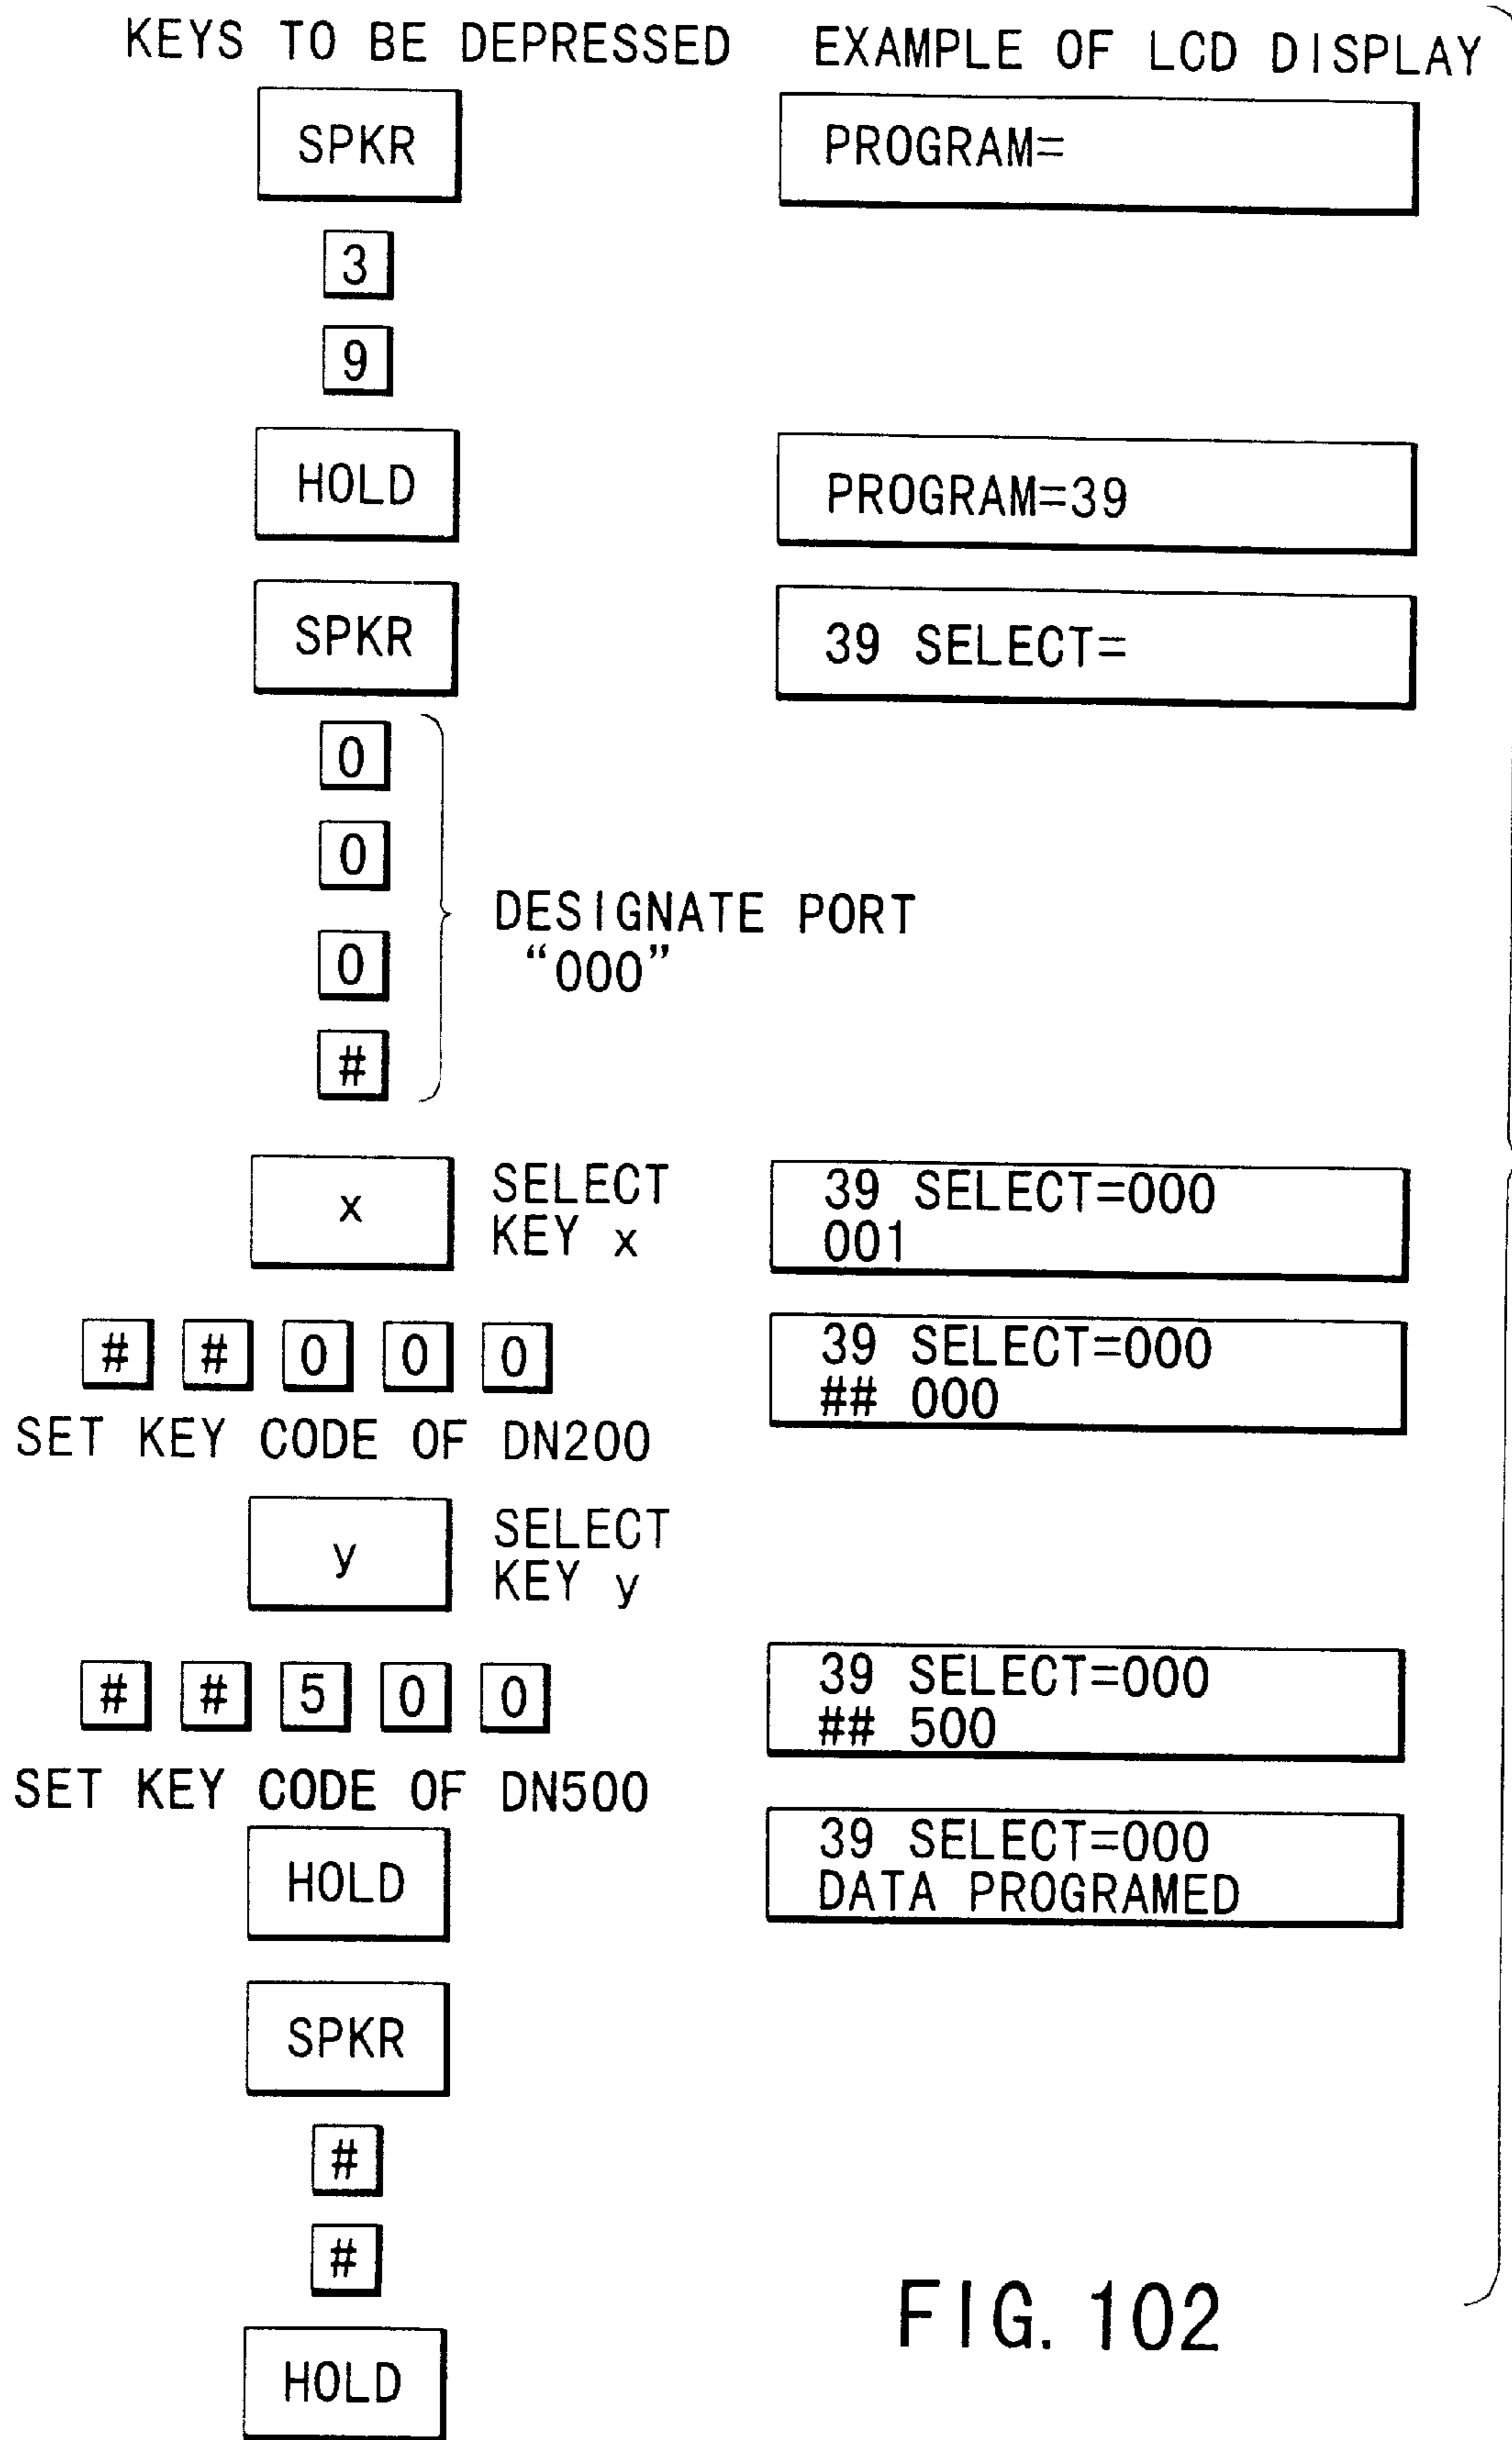 KEYS TO BE DEPRESSED EXAMPLE OF LCD DISPLAY
SPKR PROGRAM=
3
9
HOLD PROGRAM=39
SPKR 39 SELECT=
0
0
0
#
DESIGNATE PORT
“000”
x
SELECT
KEY x
39 SELECT=000
001
# # 0 0 0
39 SELECT=000
## 000
SET KEY CODE OF DN200
y
SELECT
KEY y
# # 5 0 0
39 SELECT=000
## 500
SET KEY CODE OF DN500
HOLD
39 SELECT=000
DATA PROGRAMED
SPKR
#
#
HOLD
FIG. 102